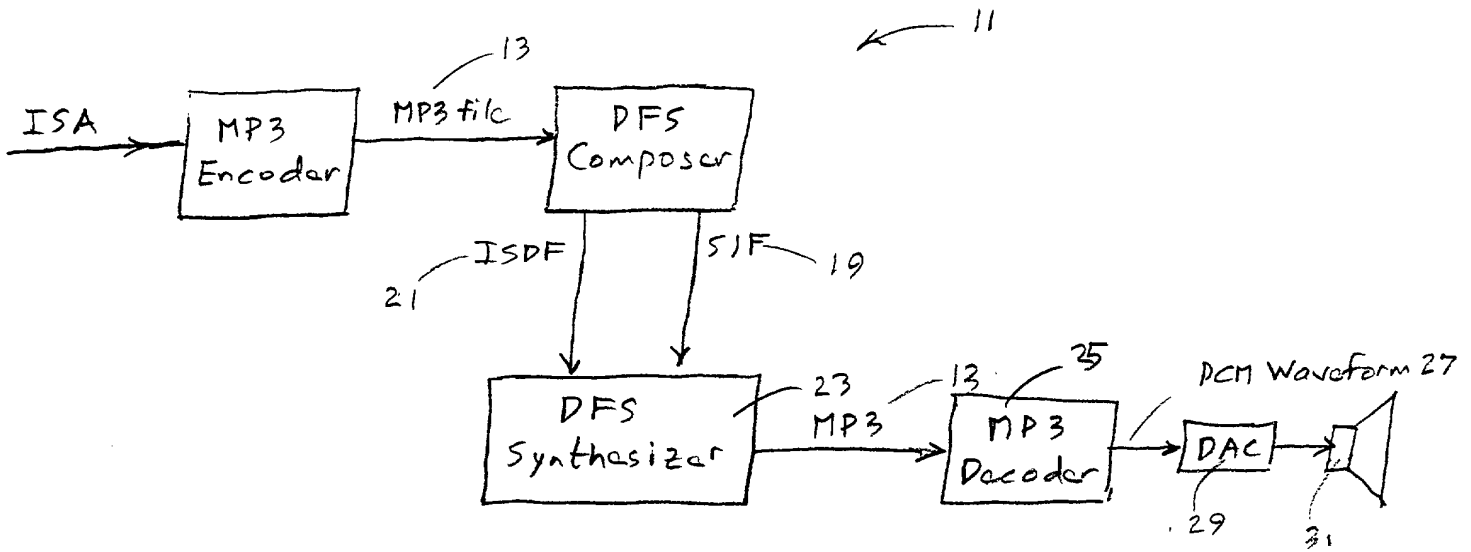 11
13
ISA
MP3
Encoder
MP3 file
DFS
Composer
ISDF
21
SIF
19
DFS
Synthesizer
23
MP3
13
25
MP3
Decoder
PCM Waveform 27
DAC
29
31